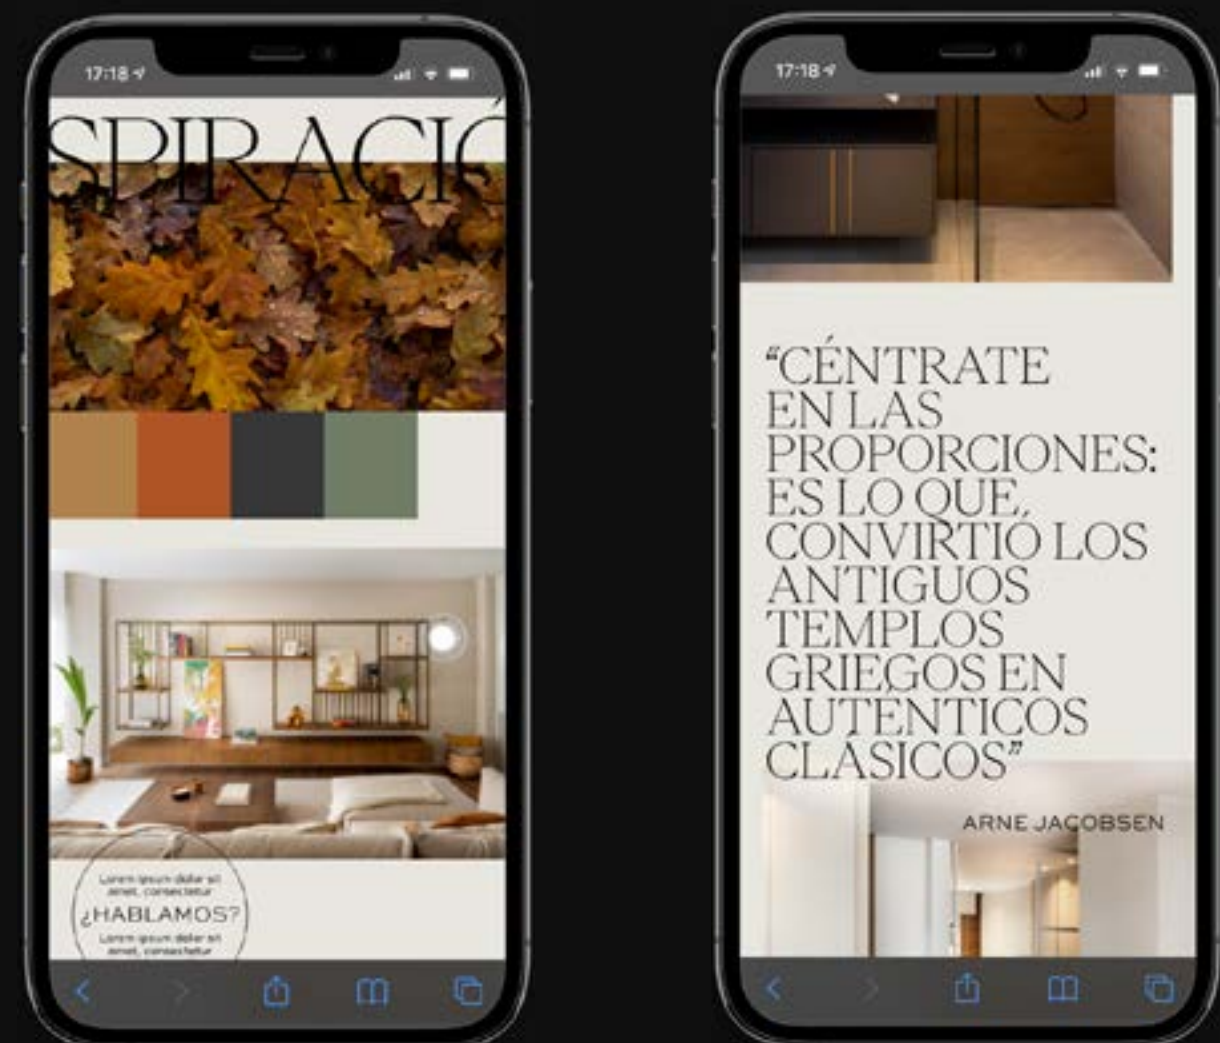 17:18
SPIRACIÓ
Lorem ipsum dolor sit
amet, consectetur
¿HABLAMOS?
Lorem ipsum dolor sit
amet, consectetur
17:18
“CÉNTRATE
EN LAS
PROPORCIONES:
ES LO QUE
CONVIRTIÓ LOS
ANTIGUOS
TEMPLOS
GRIEGOS EN
AUTÉNTICOS
CLÁSICOS”
ARNE JACOBSEN